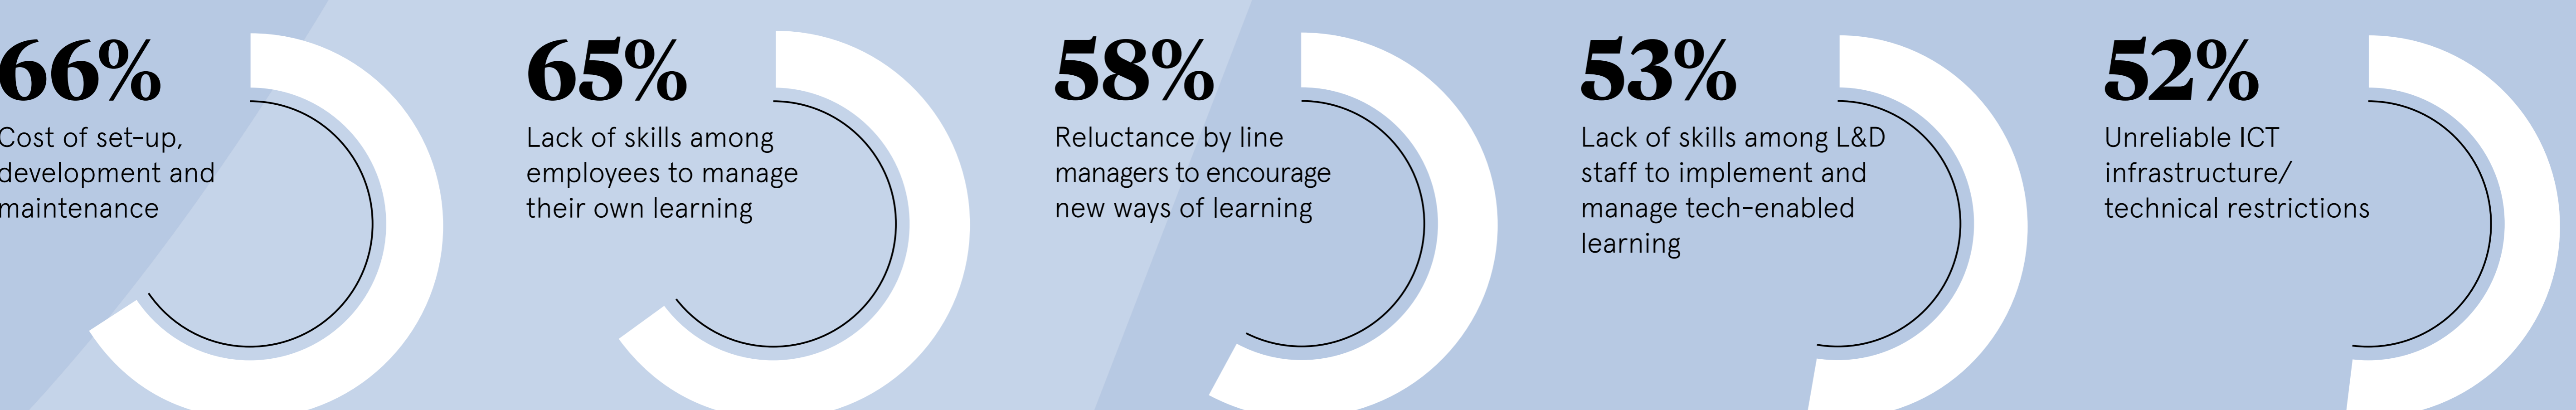 66%
Cost of set-up,
development and
maintenance
65%
Lack of skills among
employees to manage
their own learning
58%
Reluctance by line
managers to encourage
new ways of learning
53%
Lack of skills among L&D
staff to implement and
manage tech-enabled
learning
52%
Unreliable ICT
infrastructure/
technical restrictions